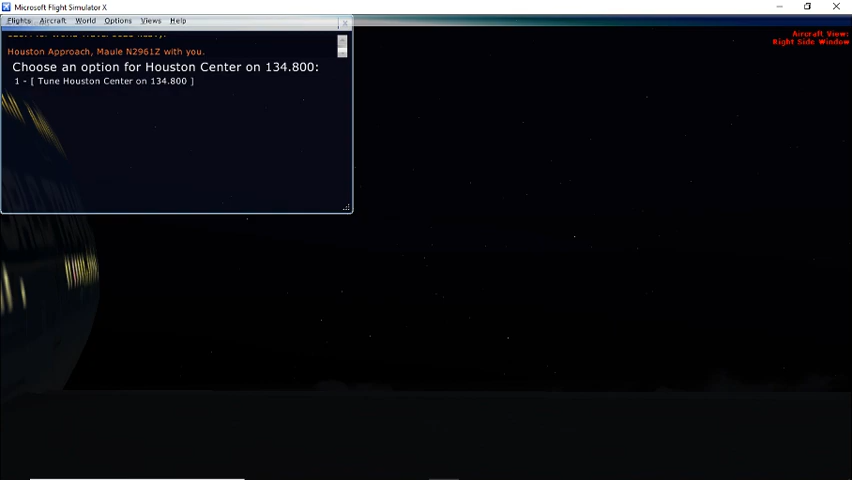 Microsoft Flight Simulator X
Flights Aircraft World Options Views Help
Houston Approach, Maule N2961Z with you.
Choose an option for Houston Center on 134.800:
1 - [ Tune Houston Center on 134.800 ]
Aircraft View:
Right Side Window